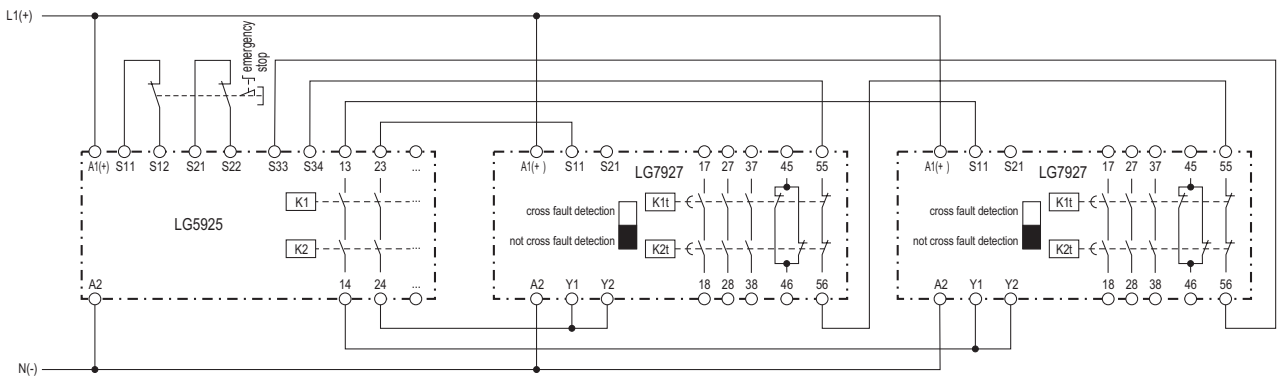 L1(+)
emergency
stop
A1(+) S11 S12 S21 S22 S33 S34 13 23 ...
K1 ...
LG5925
K2 ...
A2 14 24 ...
A1(+ ) S11 S21 17 27 37 45 55
LG7927
cross fault detection K1t
not cross fault detection K2t
A2 Y1 Y2 18 28 38 46 56
A1(+ ) S11 S21 17 27 37 45 55
LG7927
cross fault detection K1t
not cross fault detection K2t
A2 Y1 Y2 18 28 38 46 56
N(-)